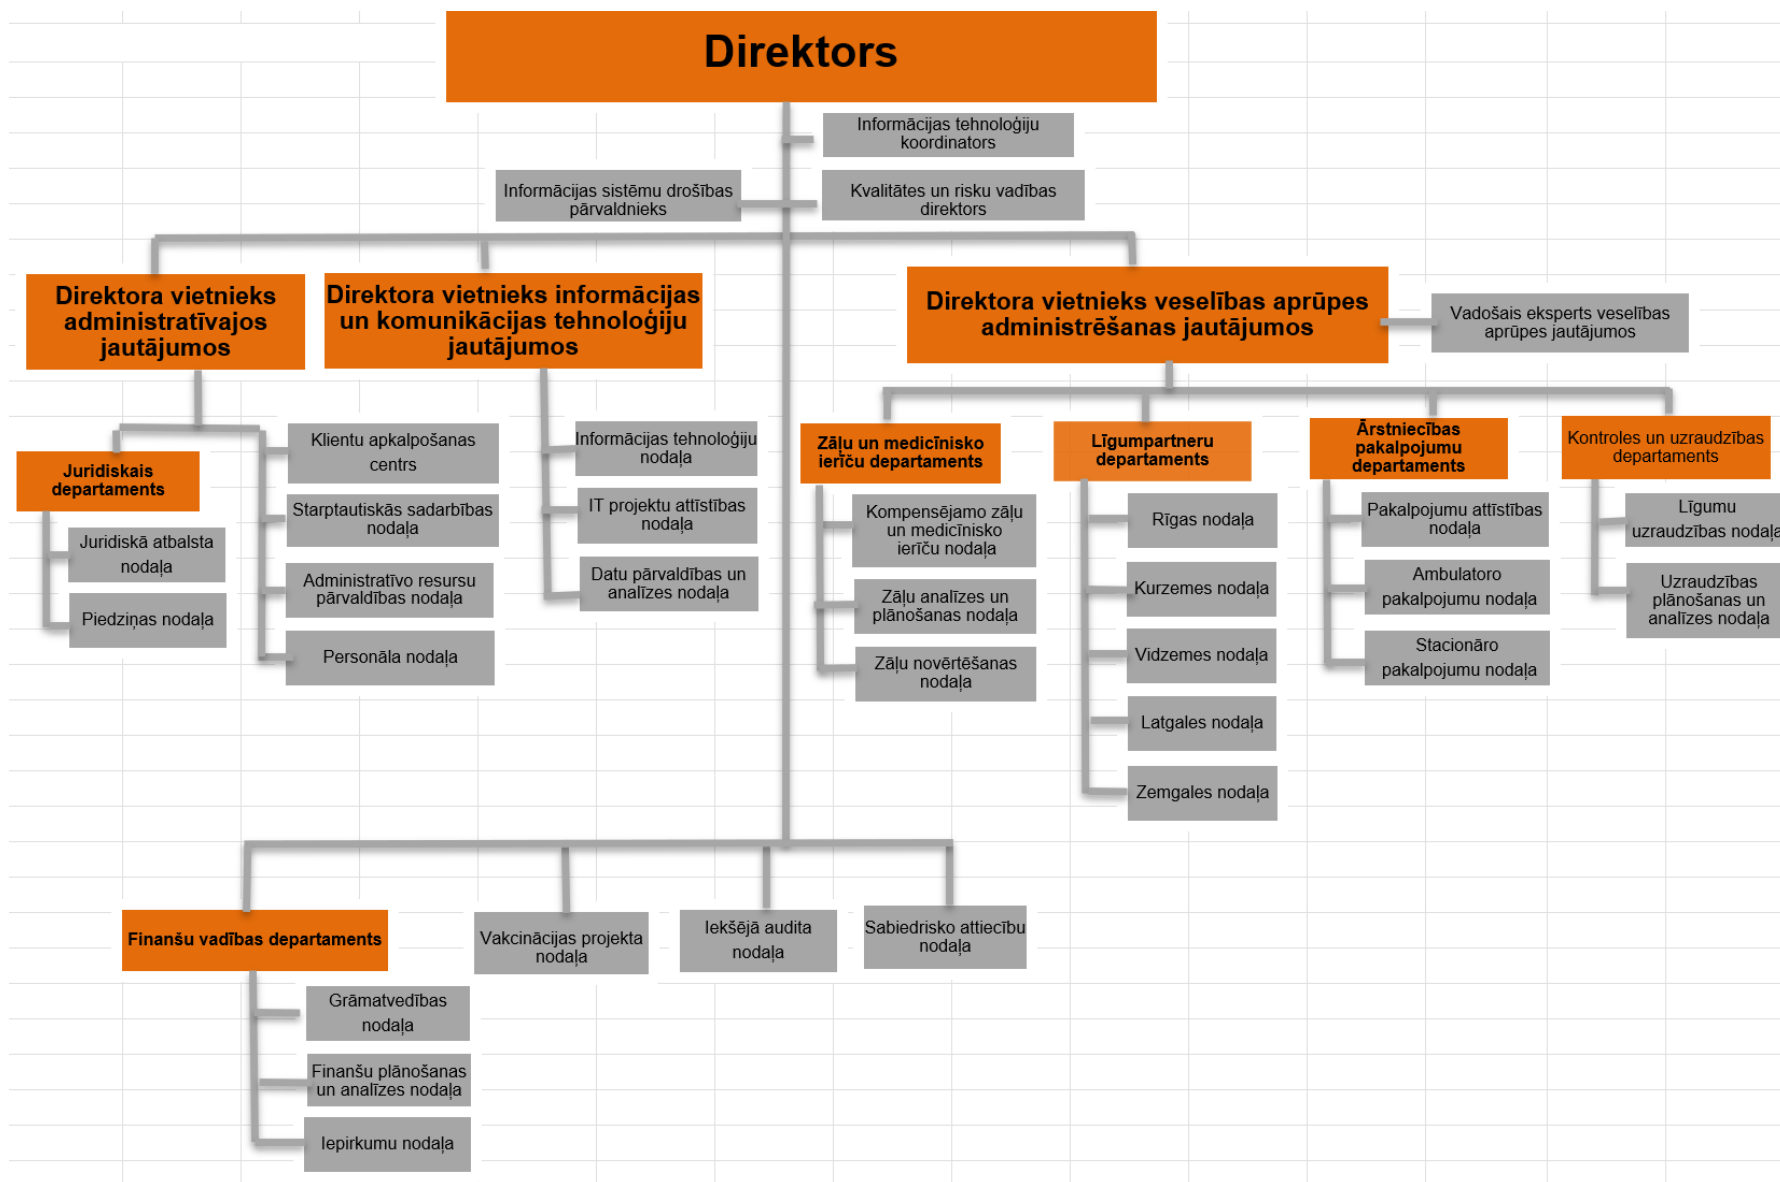 Direktors
Informācijas tehnoloģiju
koordinators
Informācijas sistēmu drošības
pārvaldnieks
Kvalitātes un risku vadības
direktors
Direktora vietnieks
administratīvajos
jautājumos
Direktora vietnieks informācijas
un komunikācijas tehnoloģiju
jautājumos
Direktora vietnieks veselības aprūpes
administrēšanas jautājumos
Vadošais eksperts veselības
aprūpes jautājumos
Juridiskais
departaments
Juridiskā atbalsta
nodaļa
Piedziņas nodaļa
Klientu apkalpošanas
centrs
Starptautiskās sadarbības
nodaļa
Administratīvo resursu
pārvaldības nodaļa
Personāla nodaļa
Informācijas tehnoloģiju
nodaļa
IT projektu attīstības
nodaļa
Datu pārvaldības un
analīzes nodaļa
Zāļu un medicīnisko
ierīču departaments
Kompensējamo zāļu
un medicīnisko
ierīču nodaļa
Zāļu analīzes un
plānošanas nodaļa
Zāļu novērtēšanas
nodaļa
Līgumpartneru
departaments
Rīgas nodaļa
Kurzemes nodaļa
Vidzemes nodaļa
Latgales nodaļa
Zemgales nodaļa
Ārstniecības
pakalpojumu
departaments
Pakalpojumu attīstības
nodaļa
Ambulatoro
pakalpojumu nodaļa
Stacionāro
pakalpojumu nodaļa
Kontroles un uzraudzības
departaments
Līgumu
uzraudzības nodaļa
Uzraudzības
plānošanas un
analīzes nodaļa
Finanšu vadības departaments
Grāmatvedības
nodaļa
Finanšu plānošanas
un analīzes nodaļa
Iepirkumu nodaļa
Vakcinācijas projekta
nodaļa
Iekšējā audita
nodaļa
Sabiedrisko attiecību
nodaļa